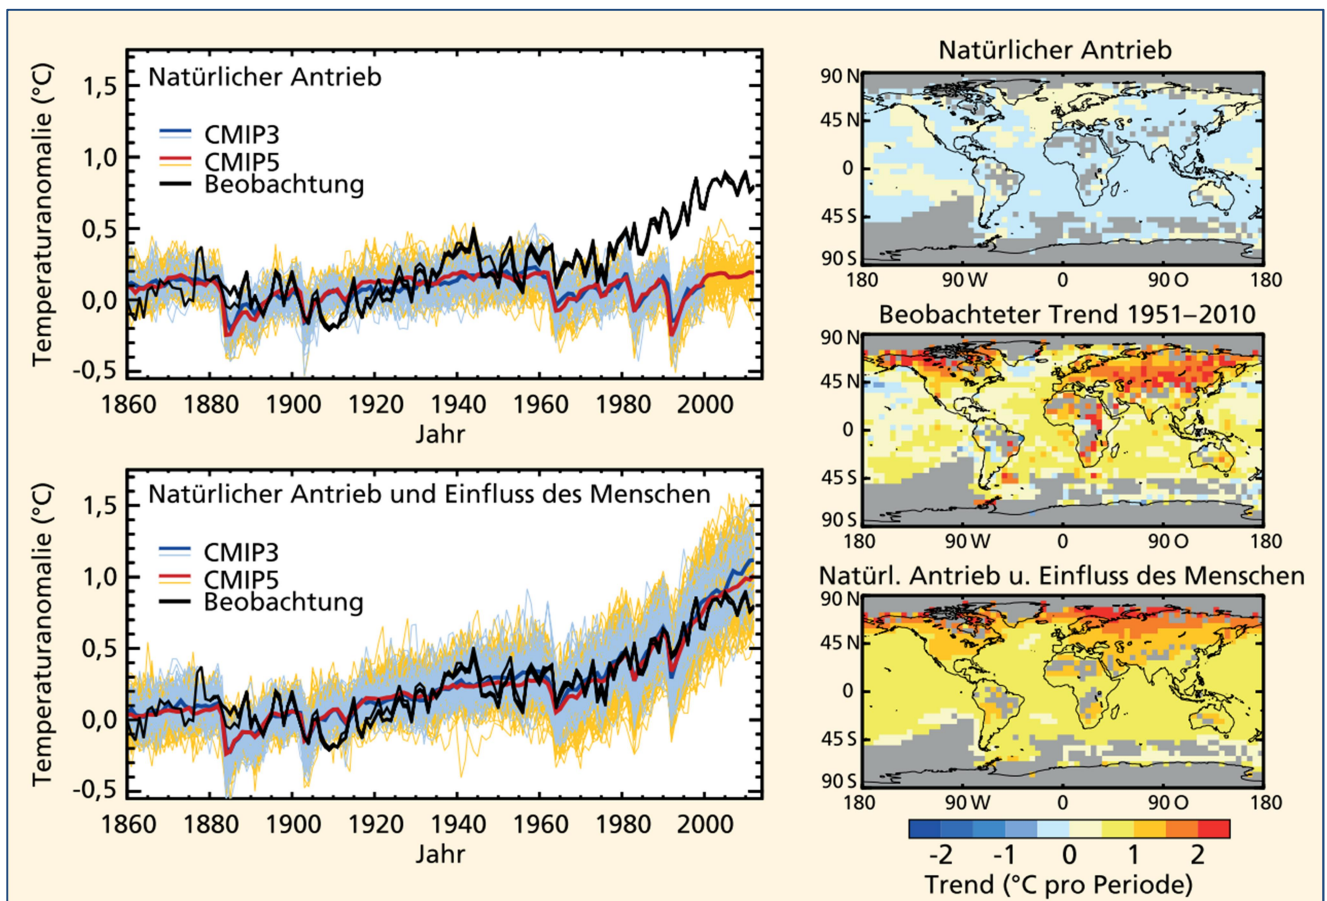 Natürlicher Antrieb
CMIP3
CMIP5
Beobachtung
Temperaturanomalie (°C)
1,5
1,0
0,5
0,0
-0,5
1860 1880 1900 1920 1940 1960 1980 2000
Jahr
Natürlicher Antrieb und Einfluss des Menschen
CMIP3
CMIP5
Beobachtung
Temperaturanomalie (°C)
1,5
1,0
0,5
0,0
-0,5
1860 1880 1900 1920 1940 1960 1980 2000
Jahr
Natürlicher Antrieb
90 N
45 N
0
45 S
90 S
180 90 W 0 90 O 180
Beobachteter Trend 1951–2010
90 N
45 N
0
45 S
90 S
180 90 W 0 90 O 180
Natürl. Antrieb u. Einfluss des Menschen
90 N
45 N
0
45 S
90 S
180 90 W 0 90 O 180
-2 -1 0 1 2
Trend (°C pro Periode)